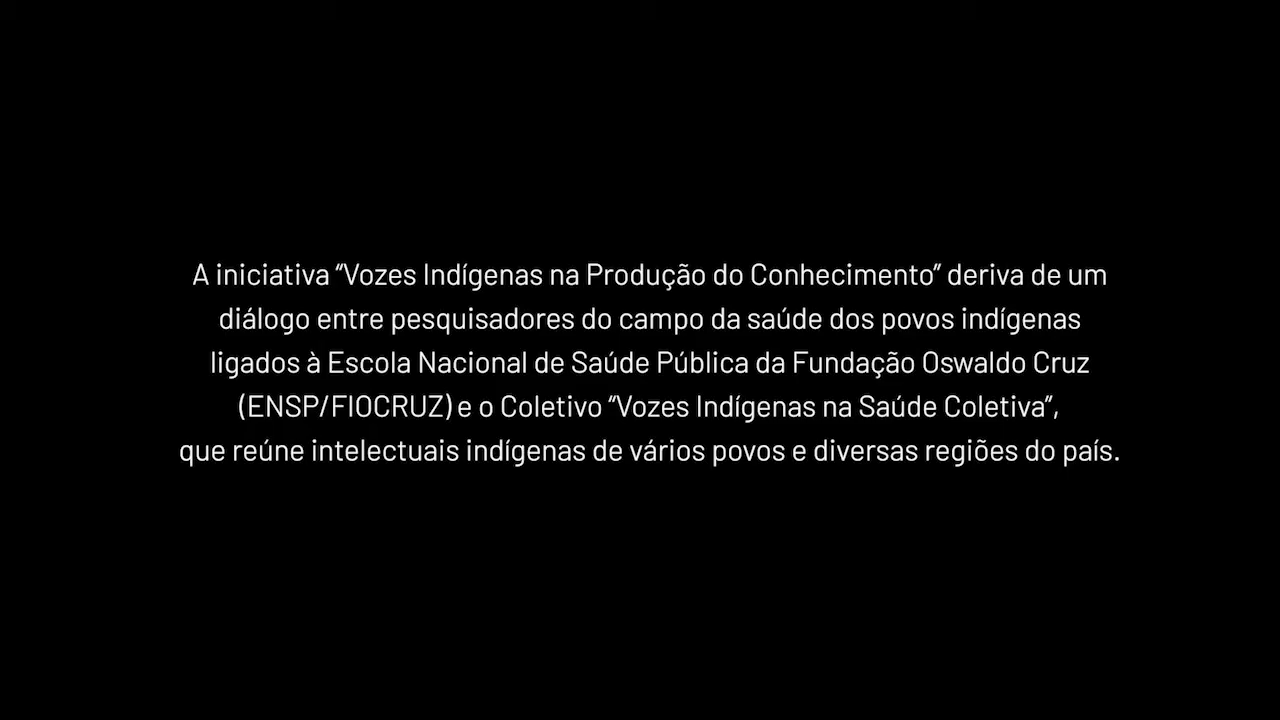 A iniciativa “Vozes Indígenas na Produção do Conhecimento” deriva de um
diálogo entre pesquisadores do campo da saúde dos povos indígenas
ligados à Escola Nacional de Saúde Pública da Fundação Oswaldo Cruz
(ENSP/FIOCRUZ) e o Coletivo “Vozes Indígenas na Saúde Coletiva”,
que reúne intelectuais indígenas de vários povos e diversas regiões do país.